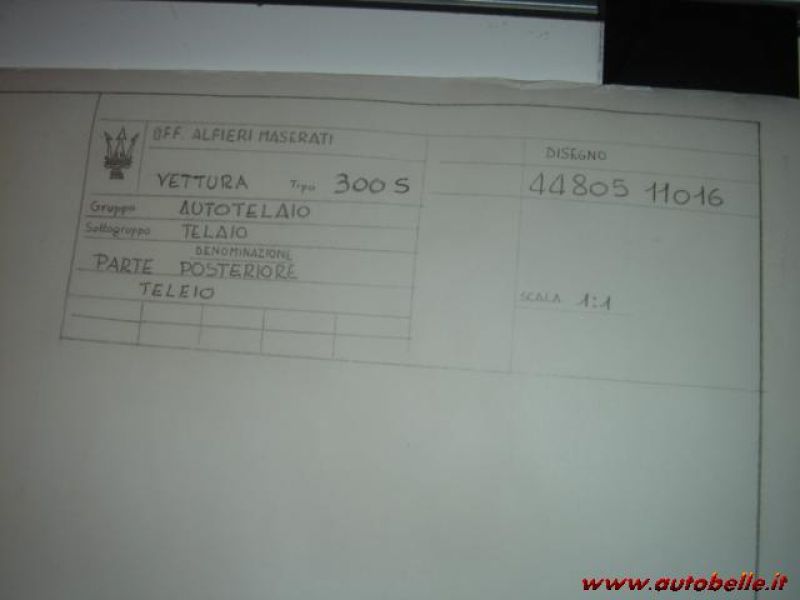 OFF. ALFIERI MASERATI
VETTURA Tipo 300 S
Gruppo AUTOTELAIO
Sottogruppo TELAIO
DENOMINAZIONE
PARTE POSTERIORE
TELEIO
DISEGNO
44805 11016
SCALA 1:1
www.autobelle.it